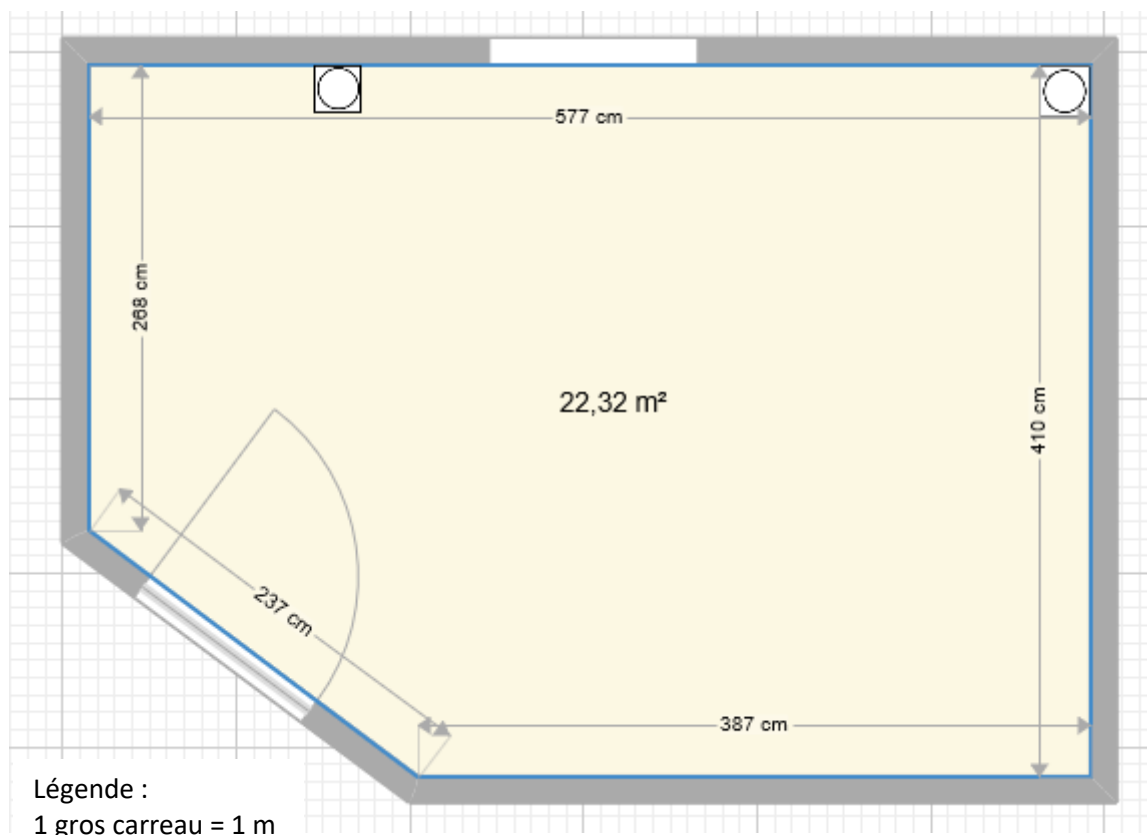 577 cm
268 cm
22,32 m²
410 cm
237 cm
387 cm
Légende :
1 gros carreau = 1 m